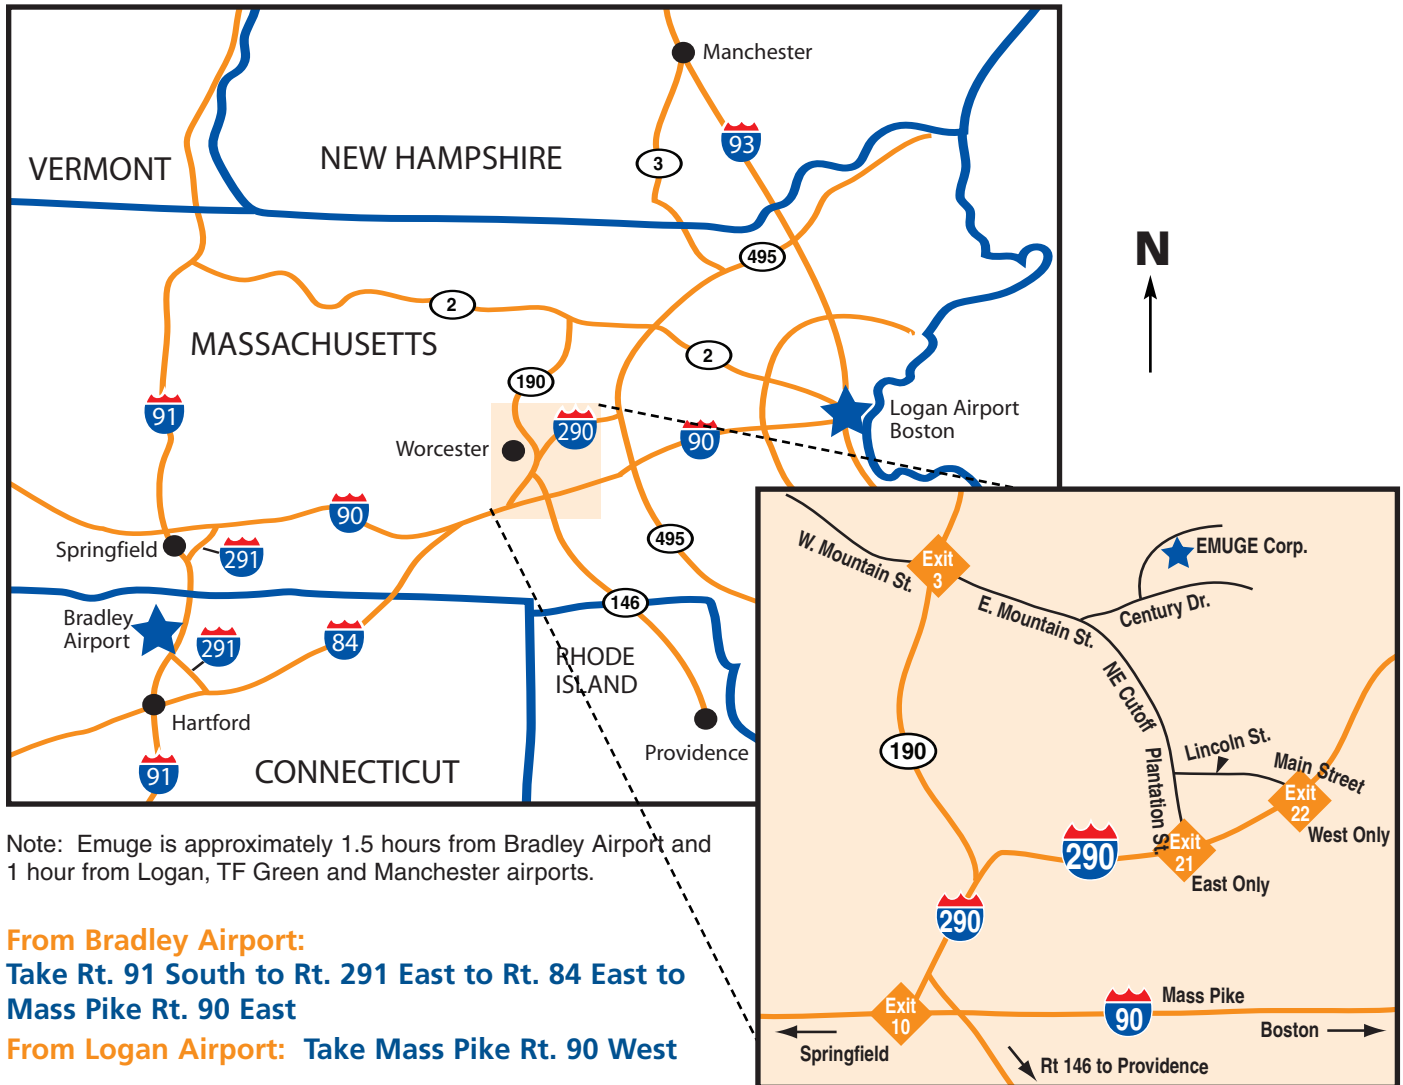 Manchester
93
3
VERMONT
NEW HAMPSHIRE
495
N
2
MASSACHUSETTS
2
190
91
290
Logan Airport
Boston
Worcester
90
90
495
Springfield
291
Bradley
Airport
146
291
84
RHODE
ISLAND
Hartford
Providence
91
CONNECTICUT
W. Mountain St.
Exit
3
EMUGE Corp.
E. Mountain St.
Century Dr.
NE Cutoff
190
Lincoln St.
Main Street
Plantation St.
Exit
22
West Only
290
Exit
21
East Only
290
Mass Pike
Exit
10
90
Boston
Springfield
Rt 146 to Providence
Note: Emuge is approximately 1.5 hours from Bradley Airport and
1 hour from Logan, TF Green and Manchester airports.
From Bradley Airport:
Take Rt. 91 South to Rt. 291 East to Rt. 84 East to
Mass Pike Rt. 90 East
From Logan Airport: Take Mass Pike Rt. 90 West